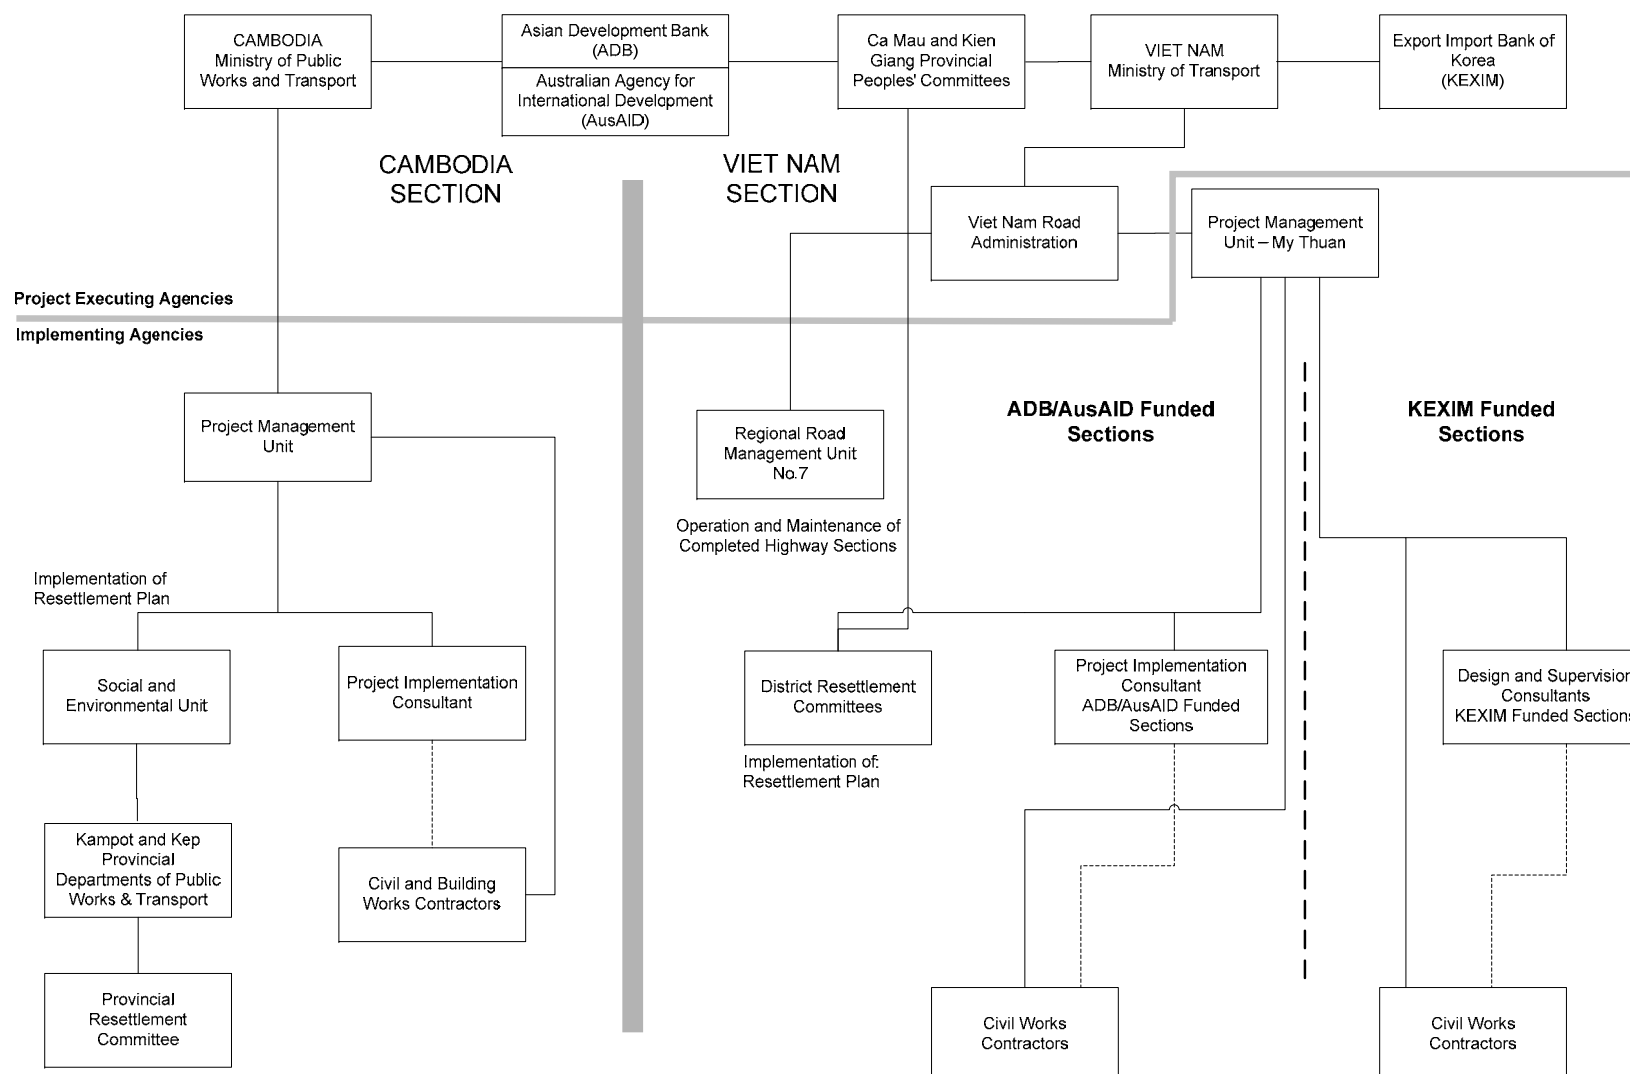 CAMBODIA
Ministry of Public
Works and Transport
Asian Development Bank
(ADB)
Australian Agency for
International Development
(AusAID)
Ca Mau and Kien
Giang Provincial
Peoples' Committees
VIET NAM
Ministry of Transport
Export Import Bank of
Korea
(KEXIM)
CAMBODIA
SECTION
VIET NAM
SECTION
Viet Nam Road
Administration
Project Management
Unit – My Thuan
Project Executing Agencies
Implementing Agencies
Project Management
Unit
Regional Road
Management Unit
No.7
ADB/AusAID Funded
Sections
KEXIM Funded
Sections
Operation and Maintenance of
Completed Highway Sections
Implementation of
Resettlement Plan
Social and
Environmental Unit
Project Implementation
Consultant
District Resettlement
Committees
Project Implementation
Consultant
ADB/AusAID Funded
Sections
Design and Supervision
Consultants
KEXIM Funded Sections
Implementation of:
Resettlement Plan
Kampot and Kep
Provincial
Departments of Public
Works & Transport
Civil and Building
Works Contractors
Provincial
Resettlement
Committee
Civil Works
Contractors
Civil Works
Contractors